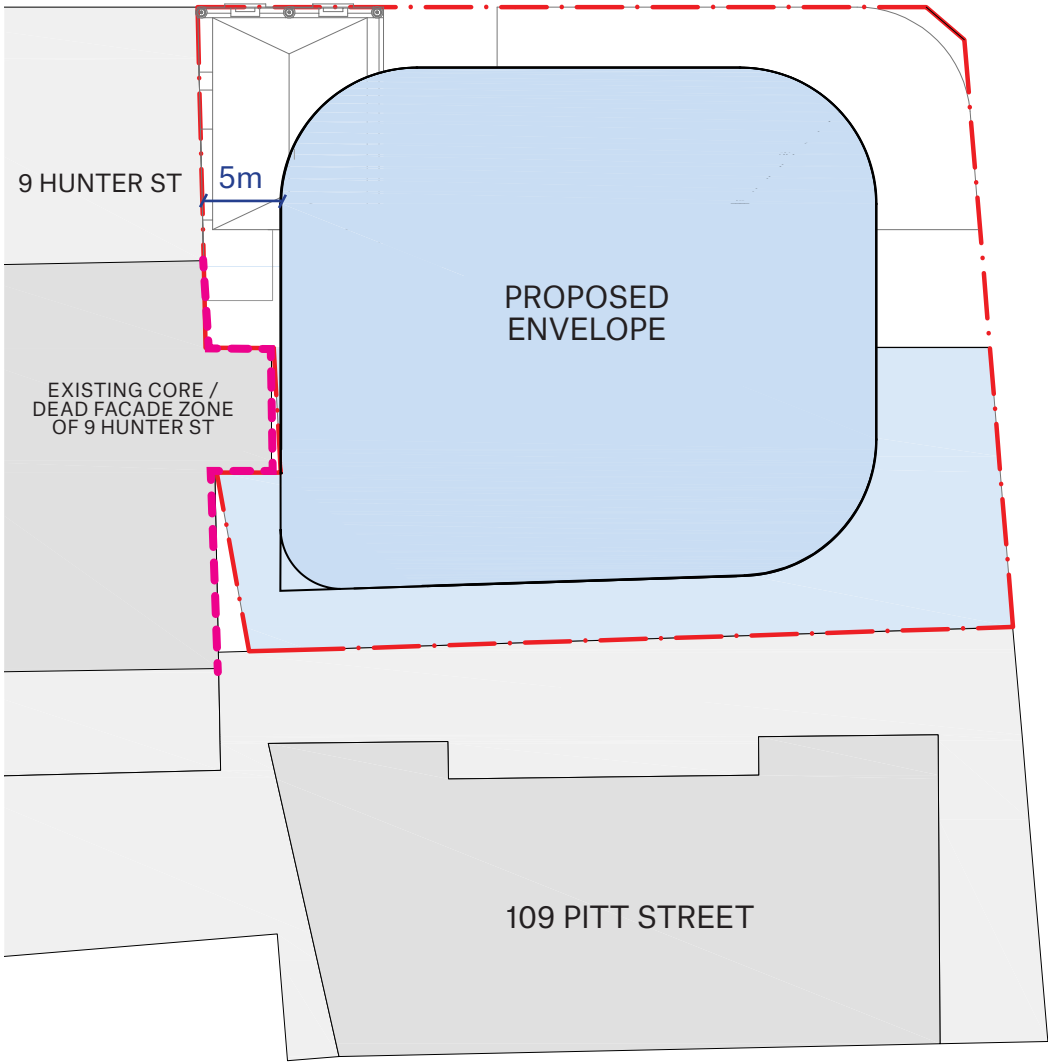 9 HUNTER ST
5m
PROPOSED
ENVELOPE
EXISTING CORE /
DEAD FACADE ZONE
OF 9 HUNTER ST
109 PITT STREET